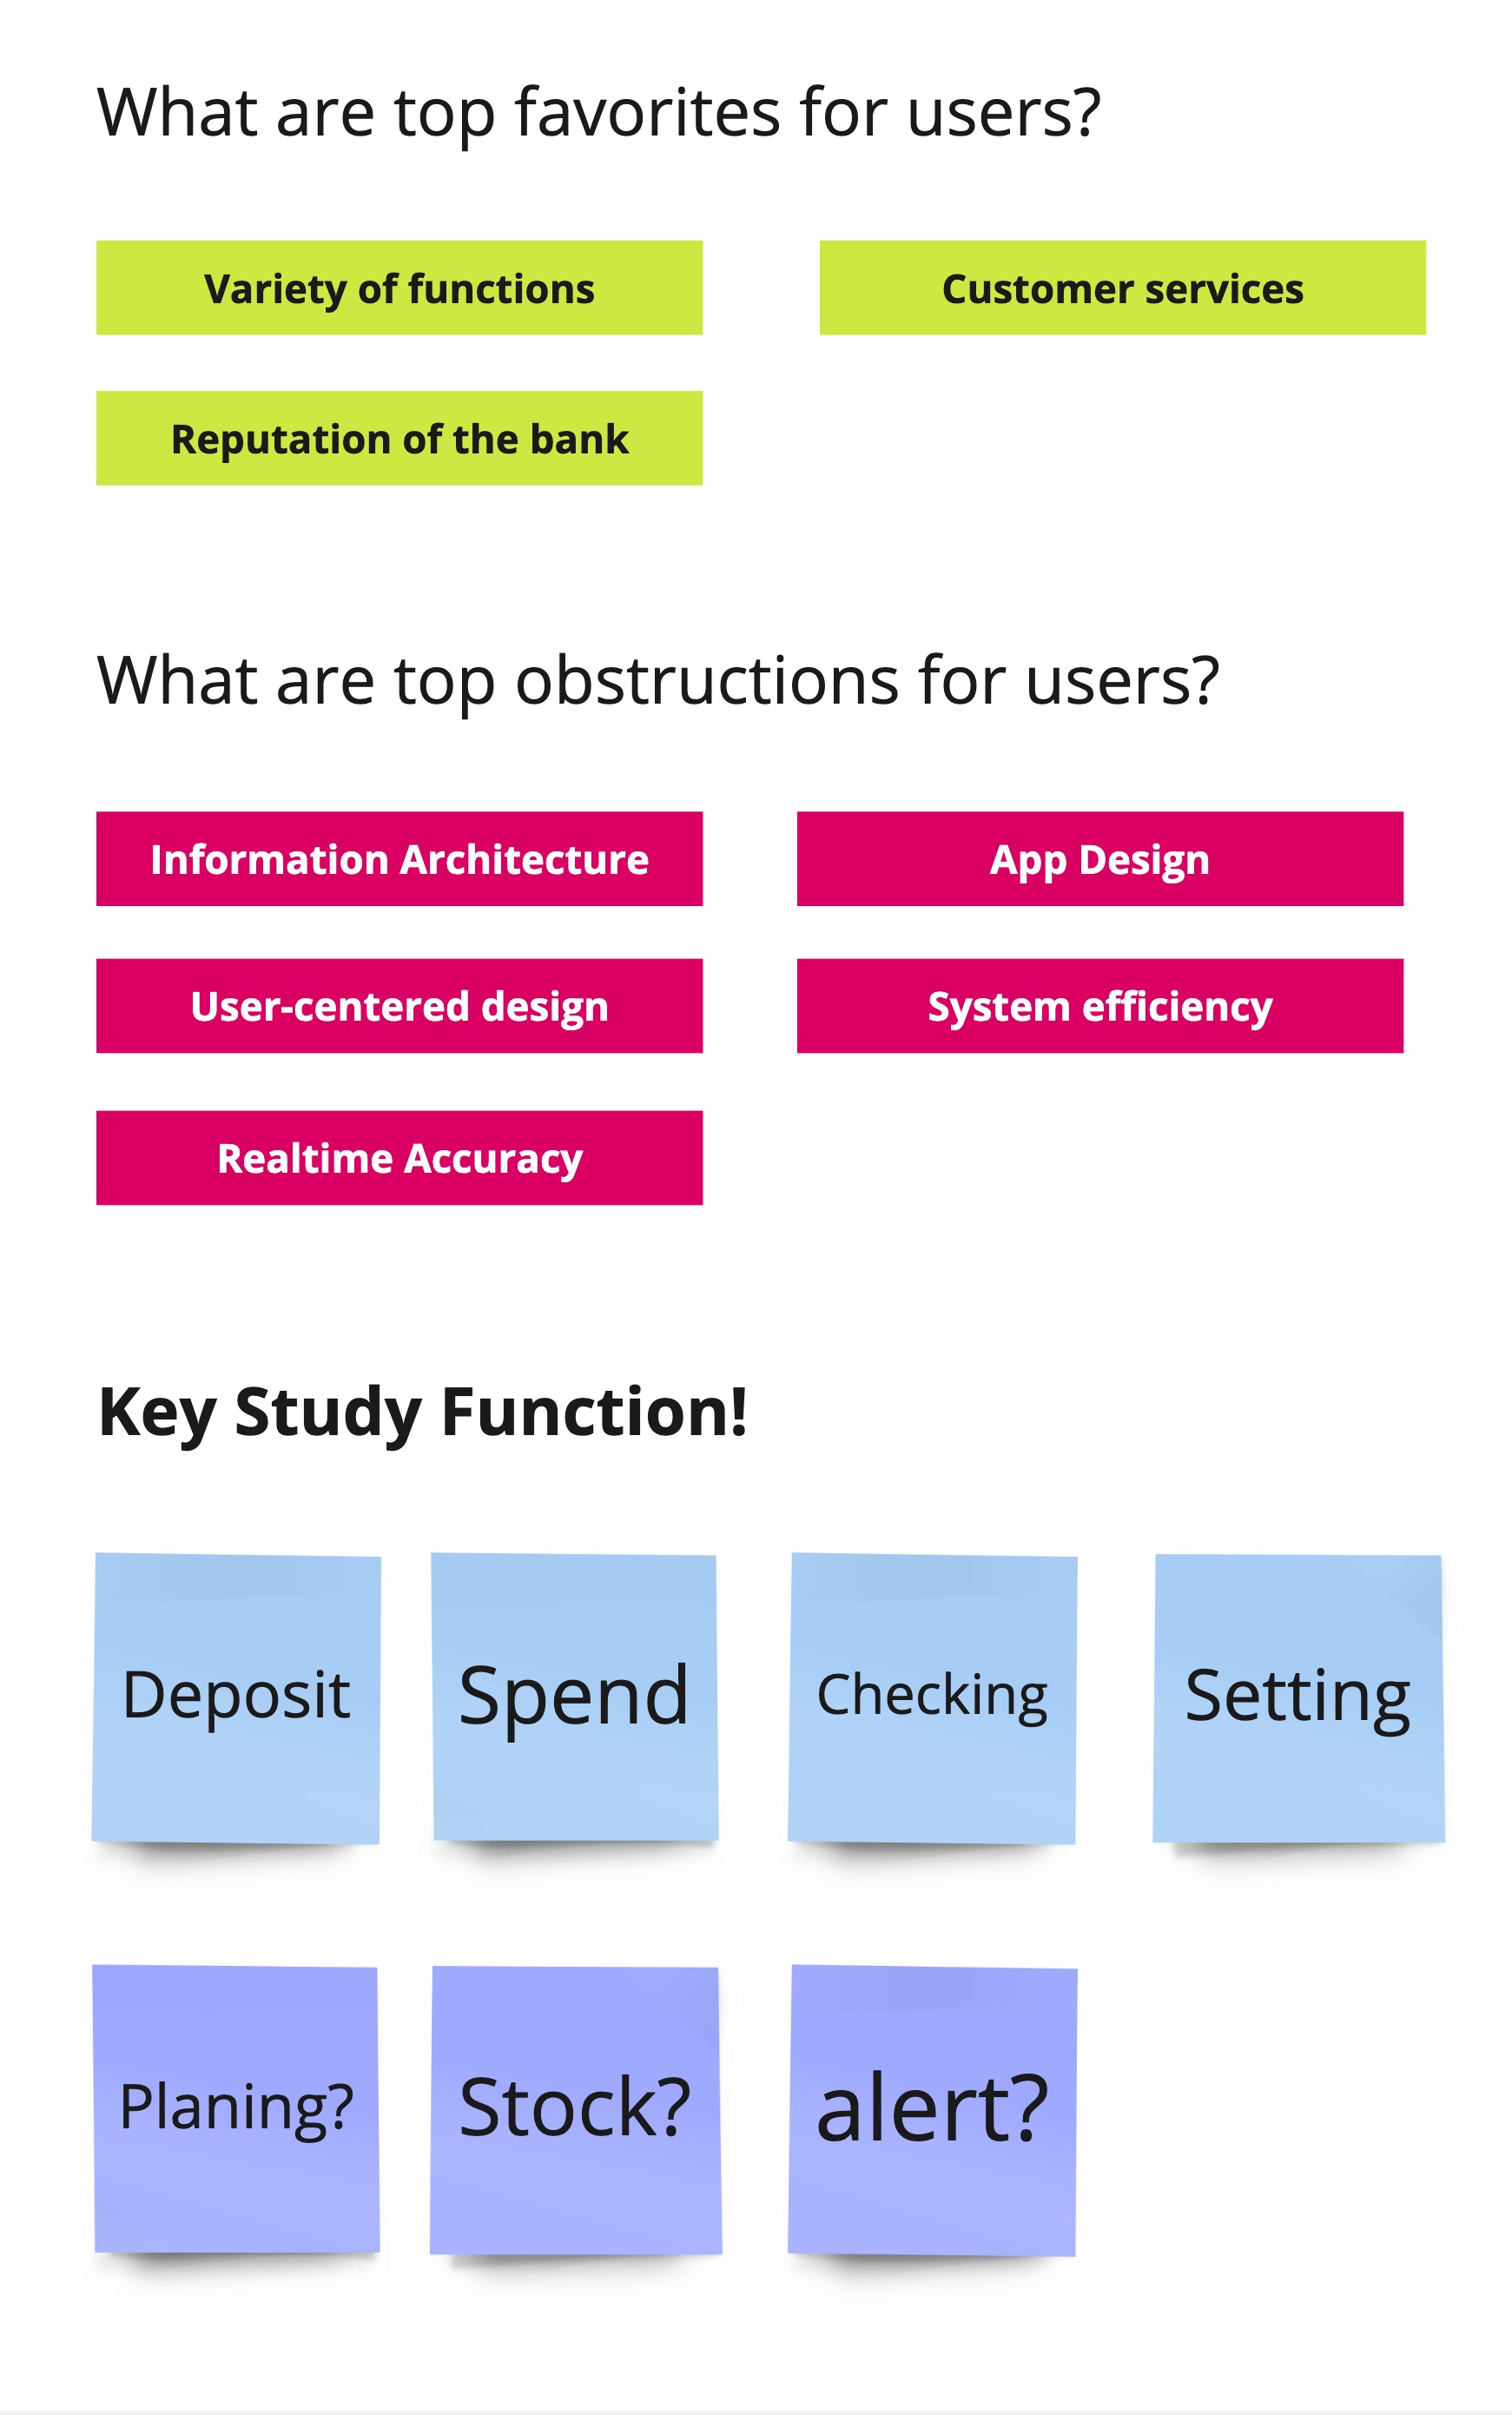 What are top favorites for users?
Variety of functions
Customer services
Reputation of the bank
What are top obstructions for users?
Information Architecture
App Design
User-centered design
System efficiency
Realtime Accuracy
Key Study Function!
Deposit
Spend
Checking
Setting
Planing?
Stock?
alert?